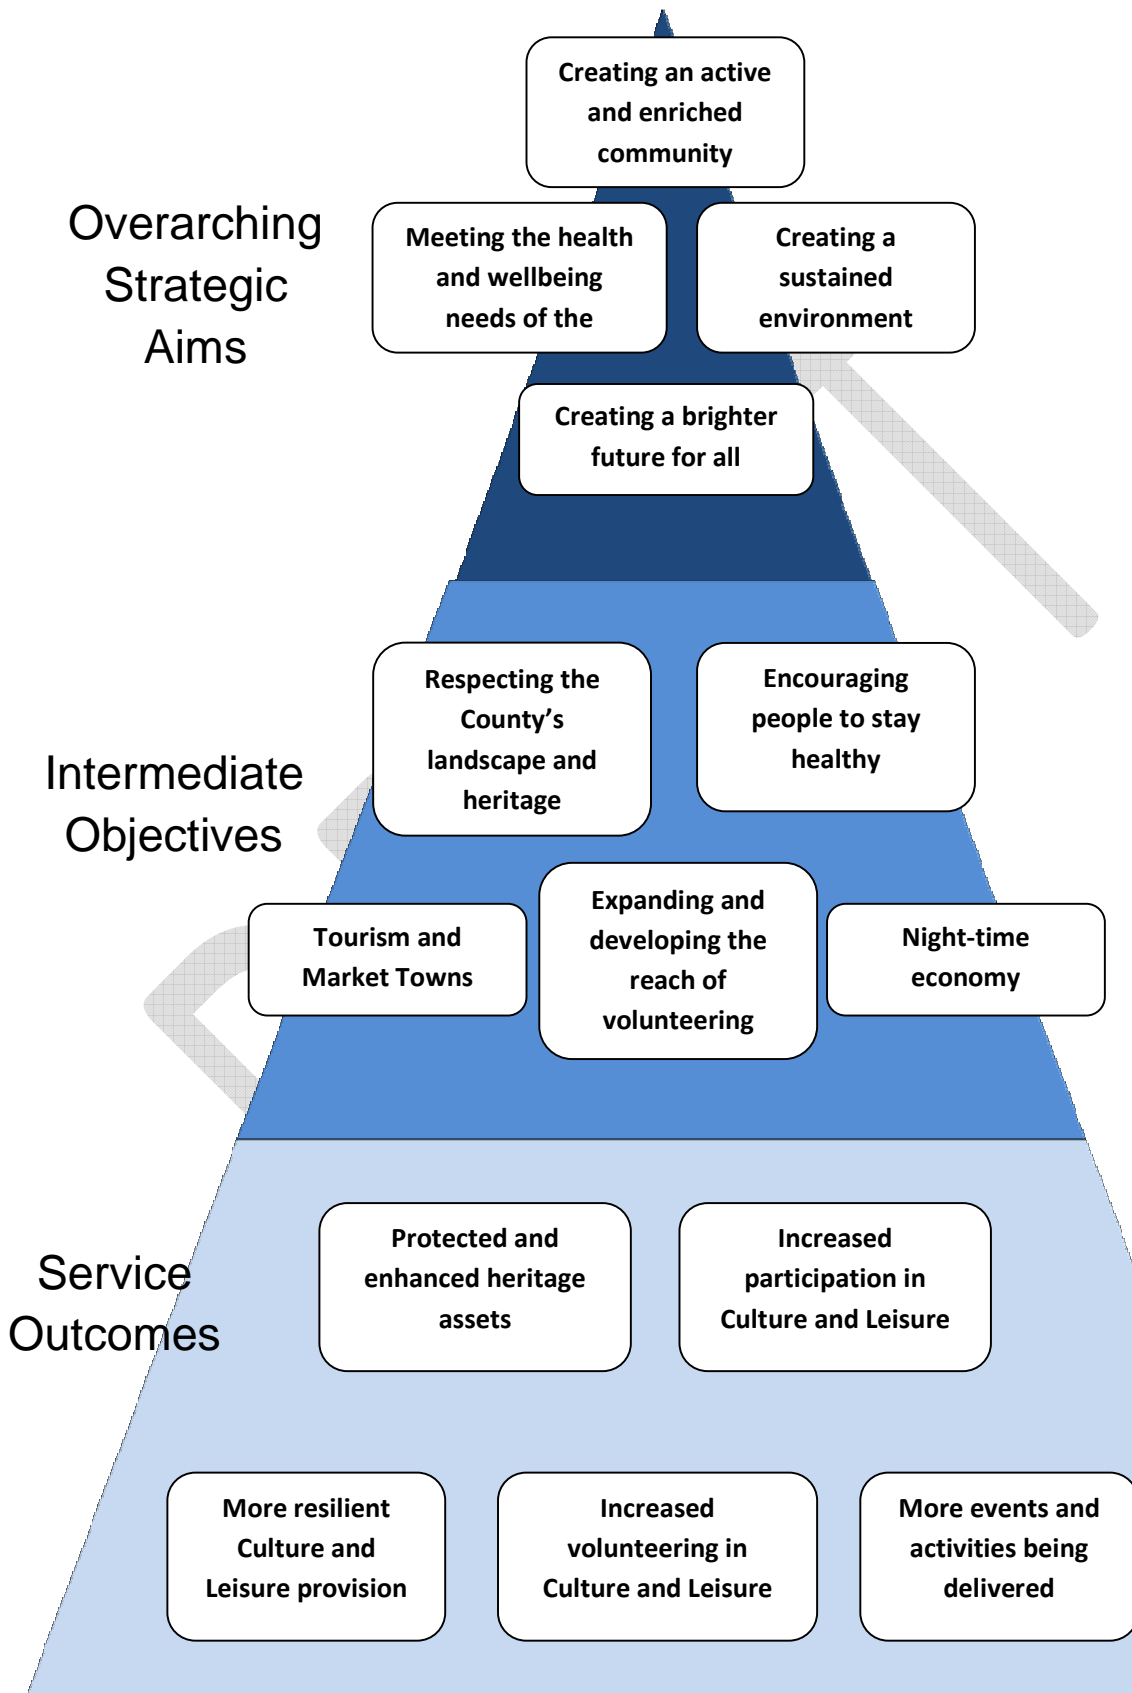 Creating an active
and enriched
community
Overarching
Strategic
Aims
Meeting the health
and wellbeing
needs of the
Creating a
sustained
environment
Creating a brighter
future for all
Intermediate
Objectives
Respecting the
County’s
landscape and
heritage
Encouraging
people to stay
healthy
Tourism and
Market Towns
Expanding and
developing the
reach of
volunteering
Night-time
economy
Service
Outcomes
Protected and
enhanced heritage
assets
Increased
participation in
Culture and Leisure
More resilient
Culture and
Leisure provision
Increased
volunteering in
Culture and Leisure
More events and
activities being
delivered